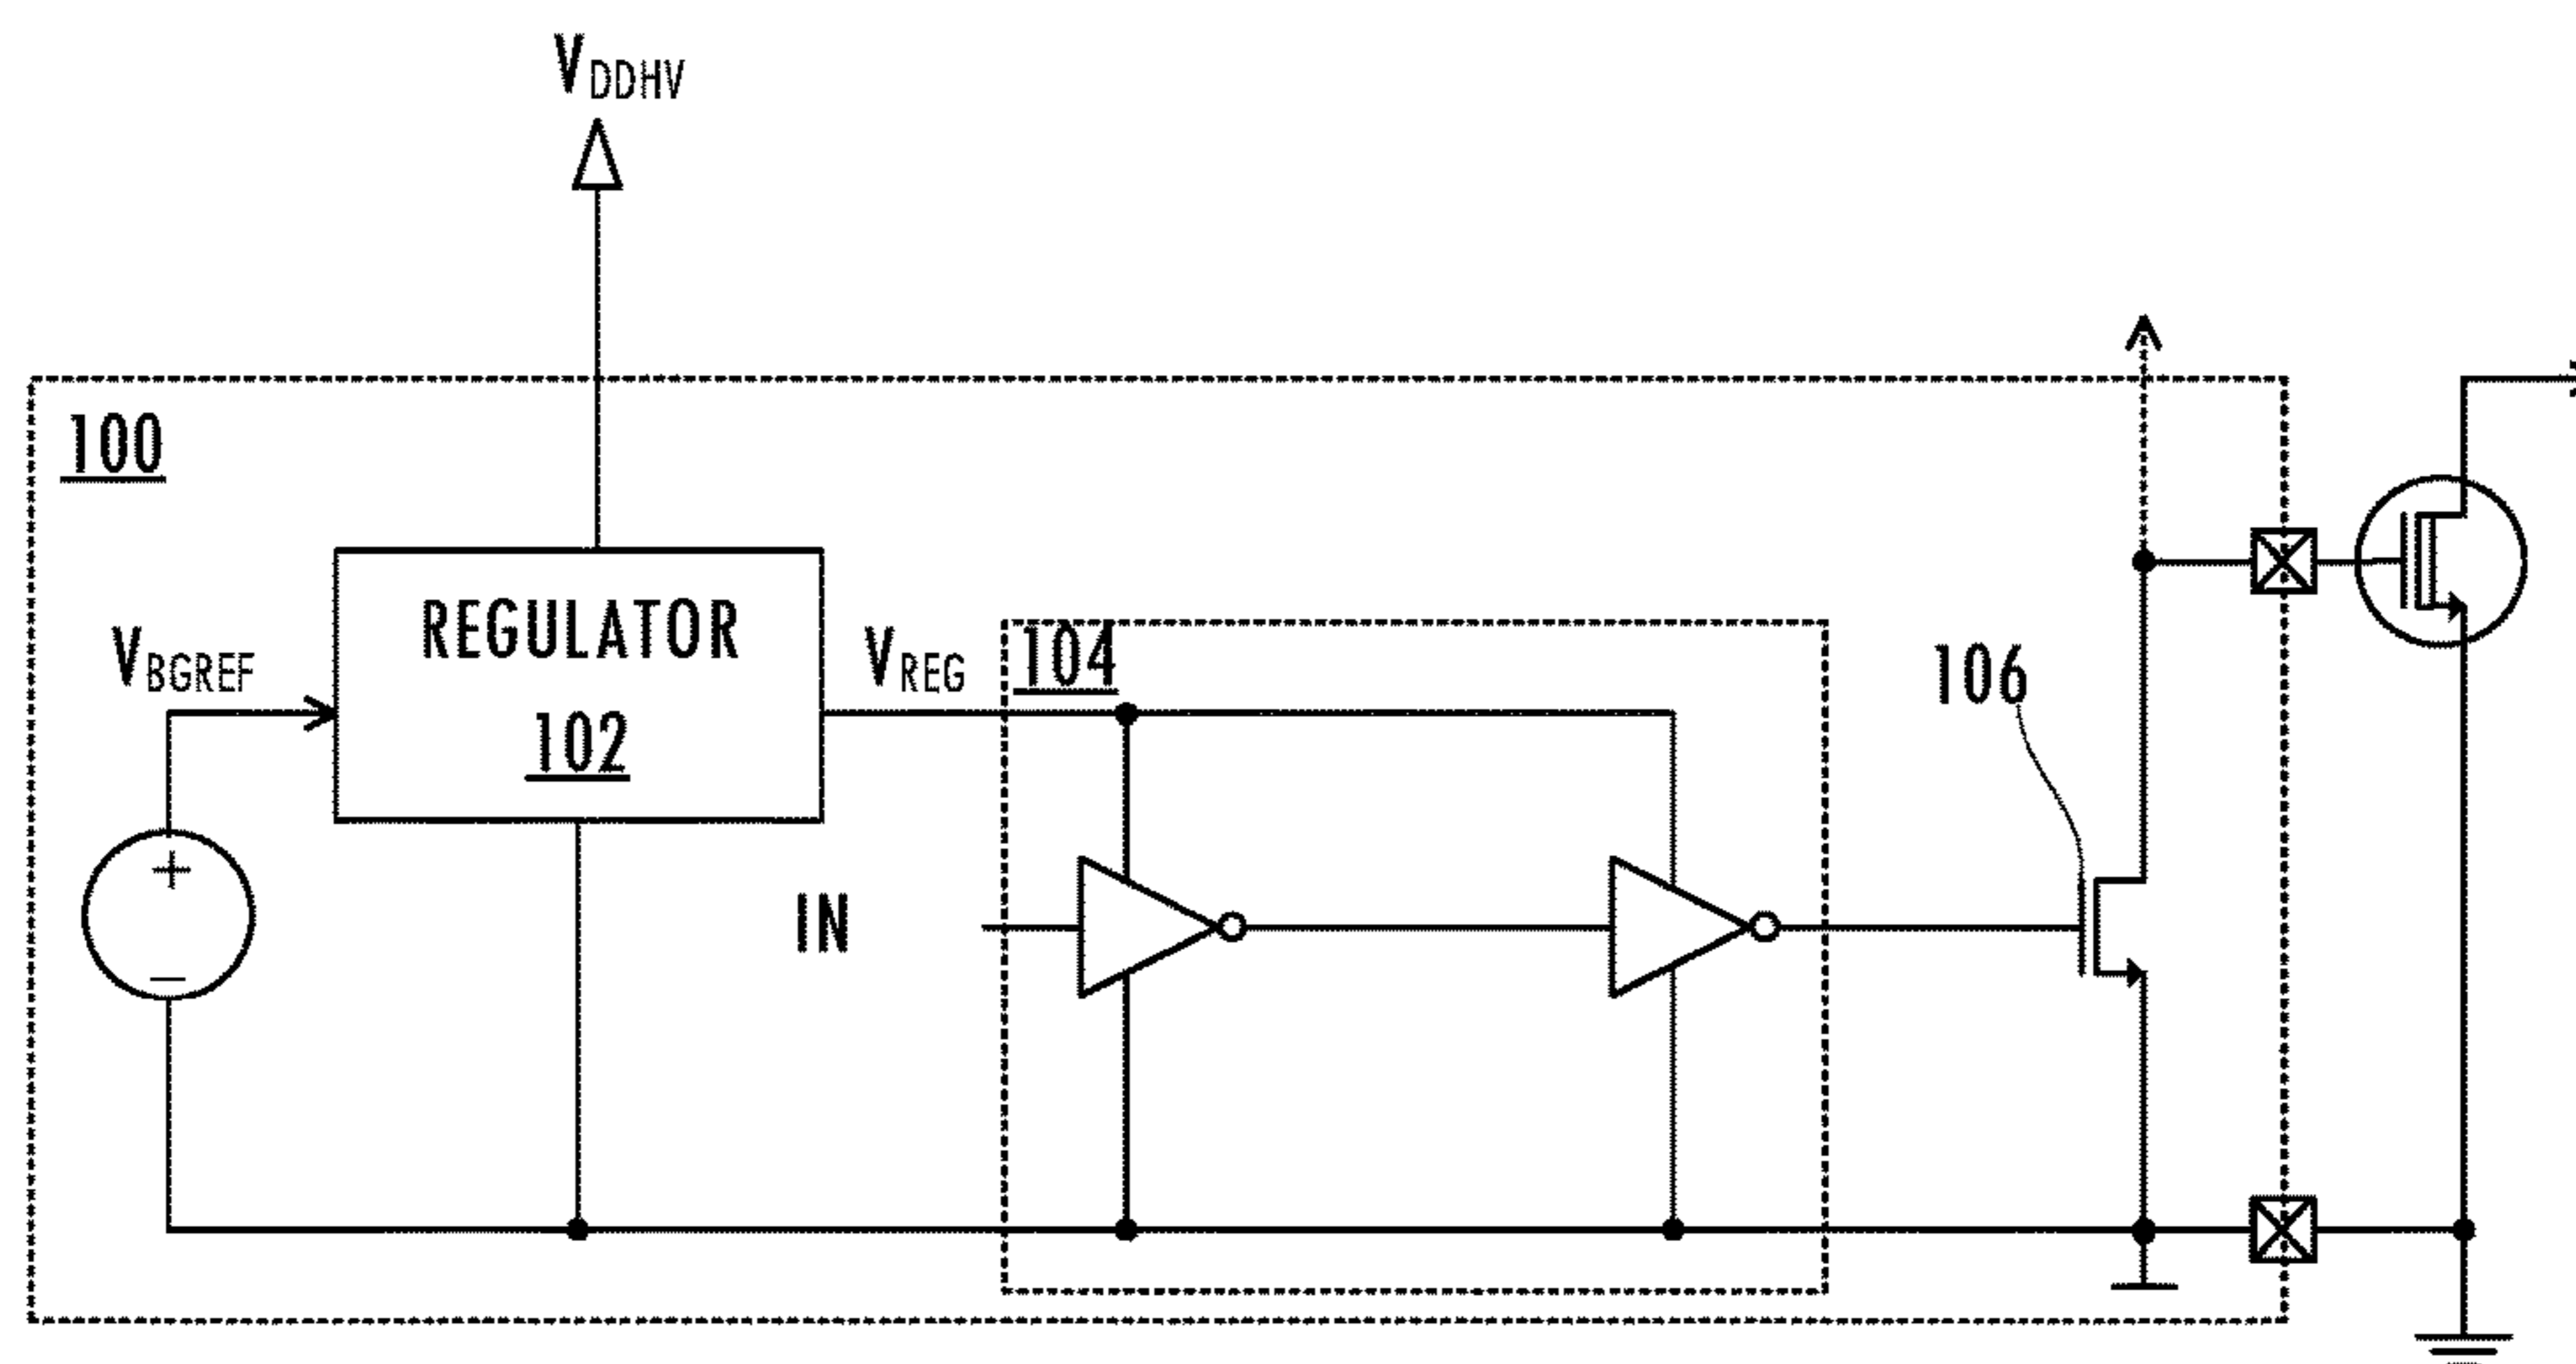 VDDHV
100
REGULATOR
102
VBGREF
VREG
104
106
IN
+
–